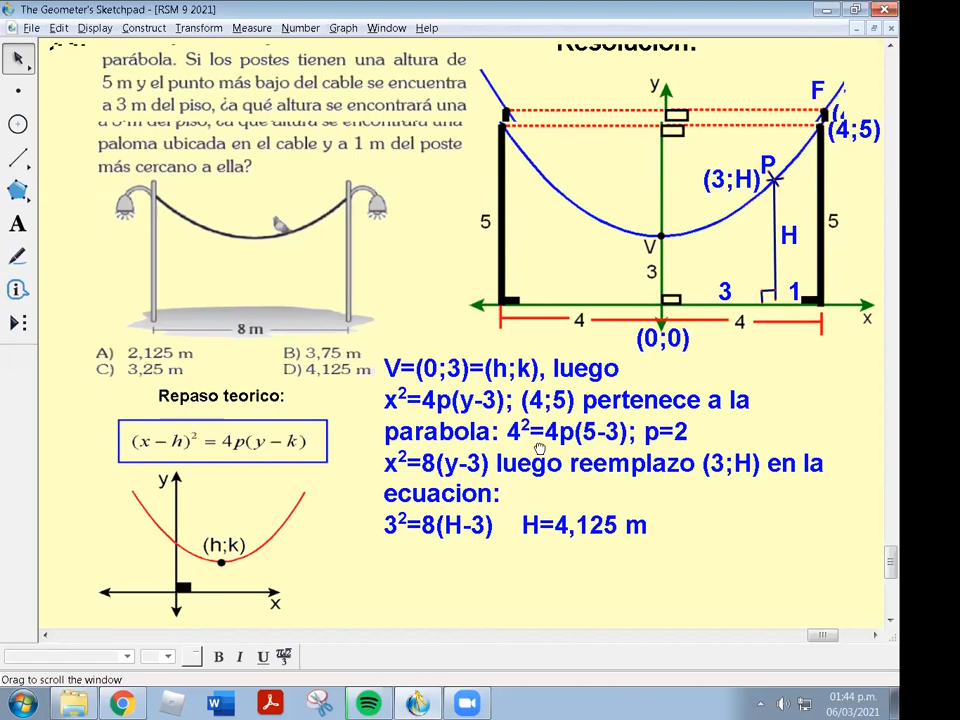 The Geometer's Sketchpad - [RSM 9 2021]
File Edit Display Construct Transform Measure Number Graph Window Help
parábola. Si los postes tienen una altura de
5 m y el punto más bajo del cable se encuentra
a 3 m del piso, ¿a qué altura se encontrará una
paloma ubicada en el cable y a 1 m del poste
más cercano a ella?
8 m
A) 2,125 m B) 3,75 m
C) 3,25 m D) 4,125 m
Repaso teorico:
(x – h)² = 4p(y – k)
y
(h;k)
x
Resolucion:
y
F
(4;5)
P
(3;H)
5
V
H
5
3
3
1
4
4
x
(0;0)
V=(0;3)=(h;k), luego
x²=4p(y-3); (4;5) pertenece a la
parabola: 4²=4p(5-3); p=2
x²=8(y-3) luego reemplazo (3;H) en la
ecuacion:
3²=8(H-3) H=4,125 m
B I U
Drag to scroll the window
01:44 p.m.
06/03/2021